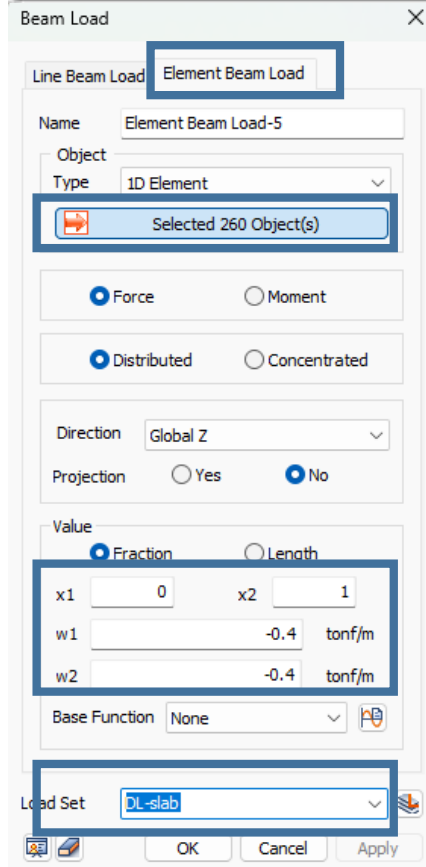 Beam Load
Line Beam Load Element Beam Load
Name Element Beam Load-5
Object
Type 1D Element
Selected 260 Object(s)
Force Moment
Distributed Concentrated
Direction Global Z
Projection Yes No
Value
Fraction Length
x1 0 x2 1
w1 -0.4 tonf/m
w2 -0.4 tonf/m
Base Function None
Load Set DL-slab
OK Cancel Apply